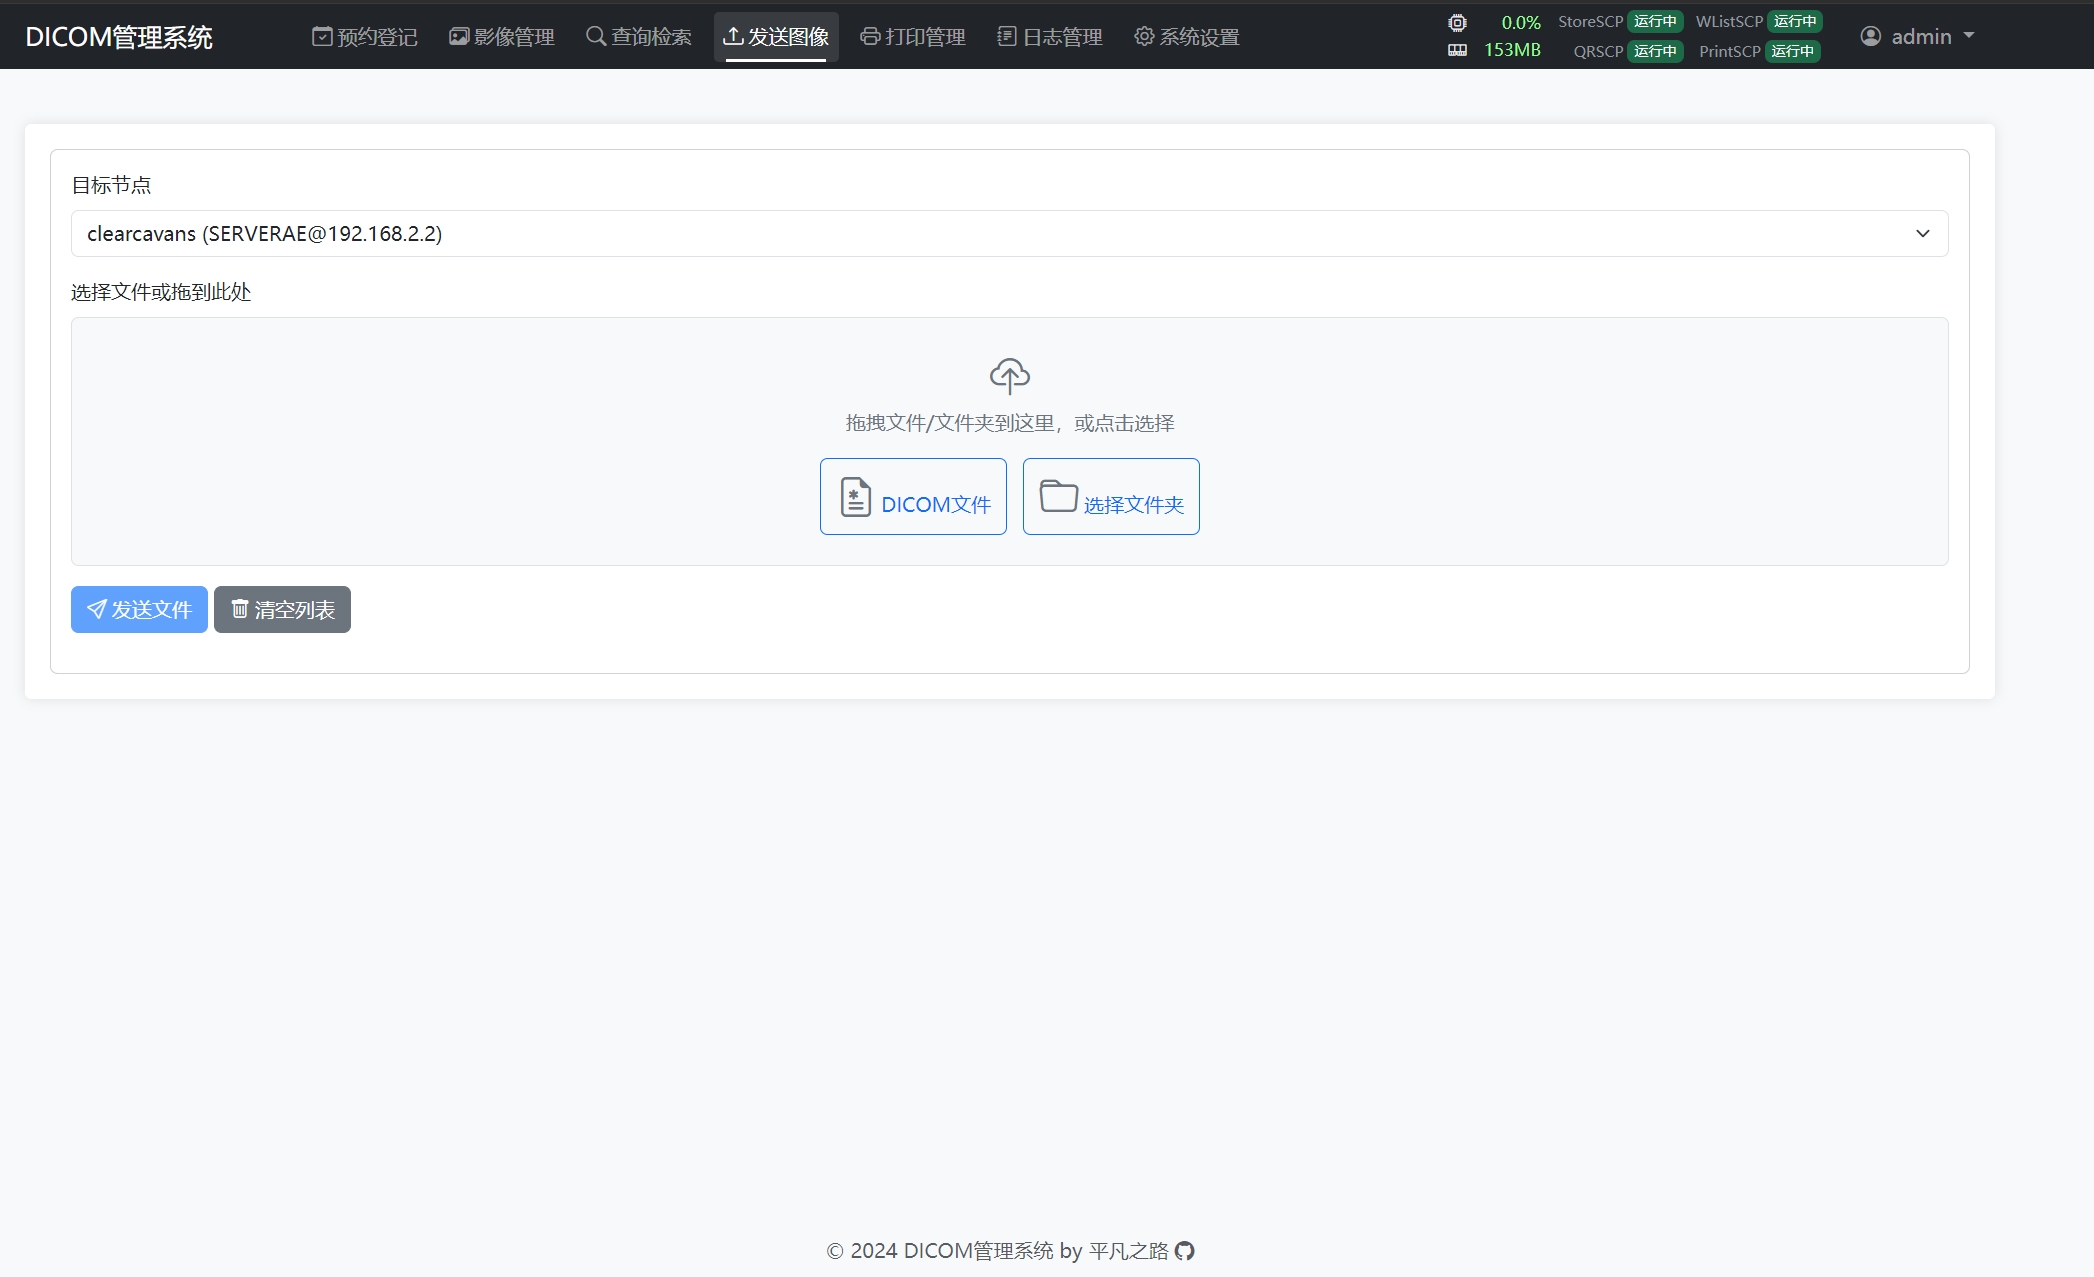 DICOM管理系统
预约登记 影像管理 查询检索 发送图像 打印管理 日志管理 系统设置
0.0% StoreSCP 运行中 WListSCP 运行中
153MB QRSCP 运行中 PrintSCP 运行中
admin
目标节点
clearcavans (SERVERAE@192.168.2.2)
选择文件或拖到此处
拖拽文件/文件夹到这里，或点击选择
DICOM文件 选择文件夹
发送文件 清空列表
© 2024 DICOM管理系统 by 平凡之路